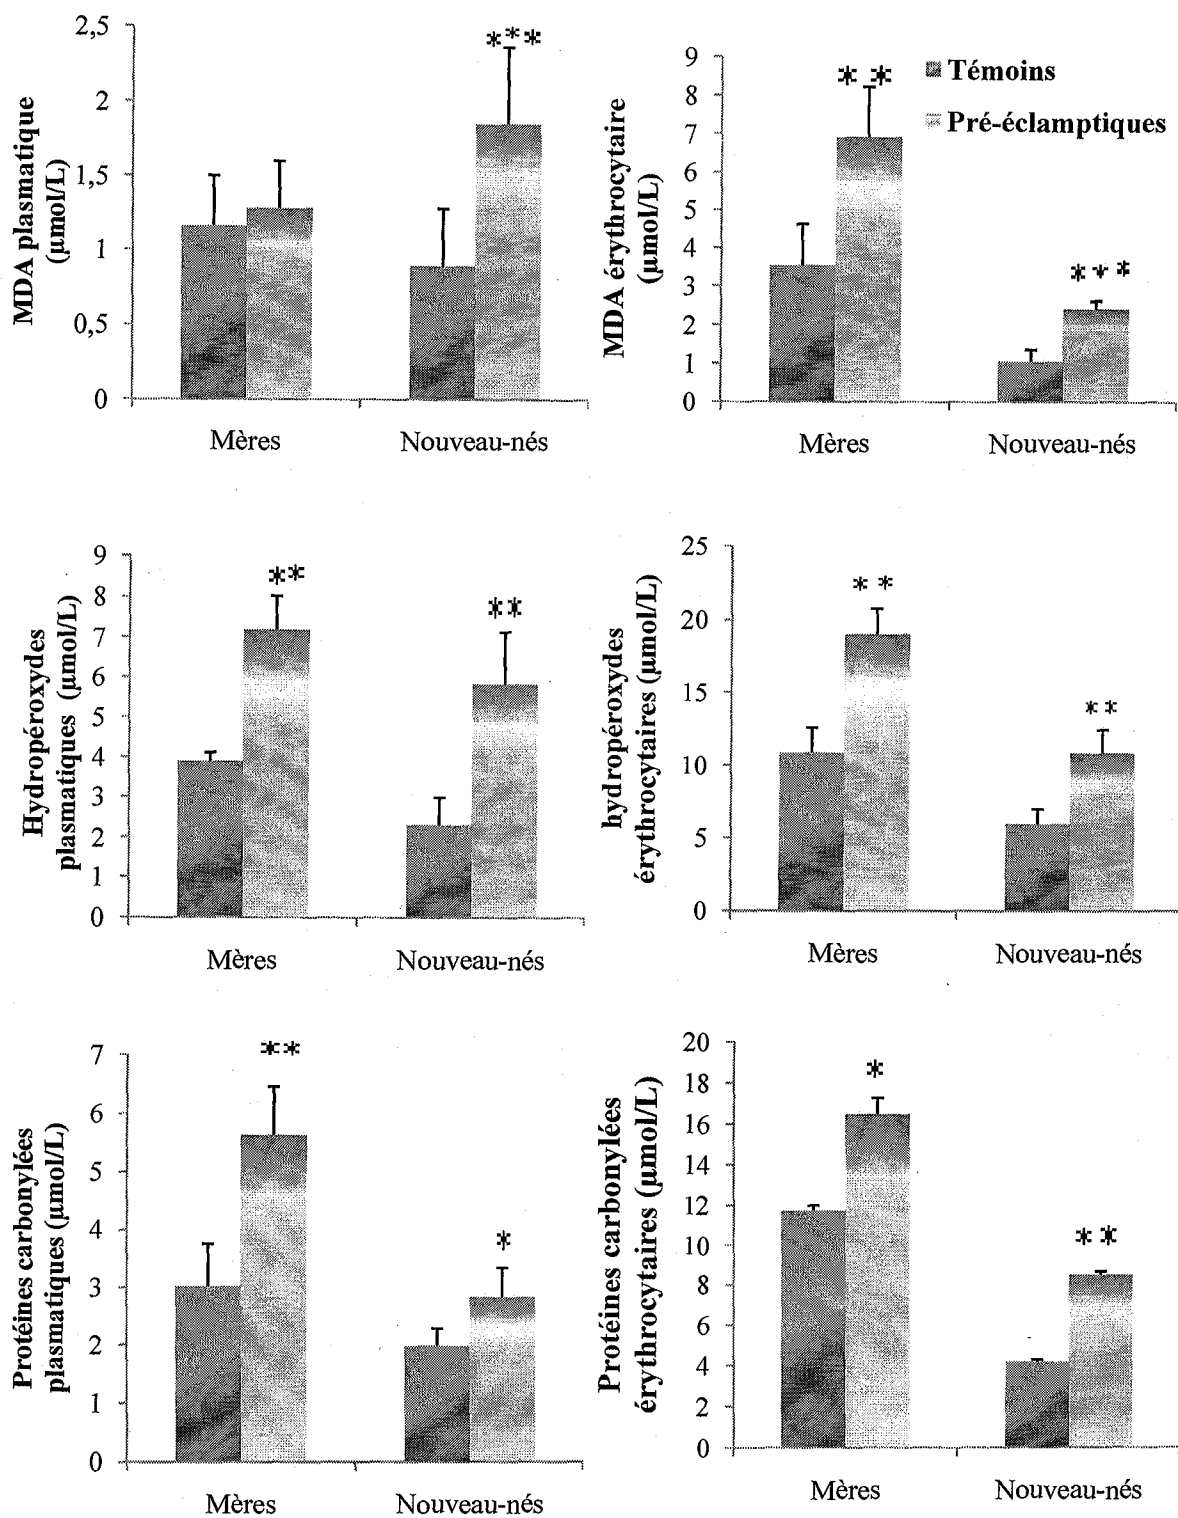 MDA plasmatique
(µmol/L)
2,5
2
1,5
1
0,5
0
***
Mères
Nouveau-nés
MDA érythrocytaire
(µmol/L)
9
8
7
6
5
4
3
2
1
0
**
***
Témoins
Pré-éclamptiques
Mères
Nouveau-nés
Hydropéroxydes
plasmatiques (µmol/L)
9
8
7
6
5
4
3
2
1
0
**
**
Mères
Nouveau-nés
hydropéroxydes
érythrocytaires (µmol/L)
25
20
15
10
5
0
**
**
Mères
Nouveau-nés
Protéines carbonylées
plasmatiques (µmol/L)
7
6
5
4
3
2
1
0
**
*
Mères
Nouveau-nés
Protéines carbonylées
érythrocytaires (µmol/L)
20
18
16
14
12
10
8
6
4
2
0
*
**
Mères
Nouveau-nés